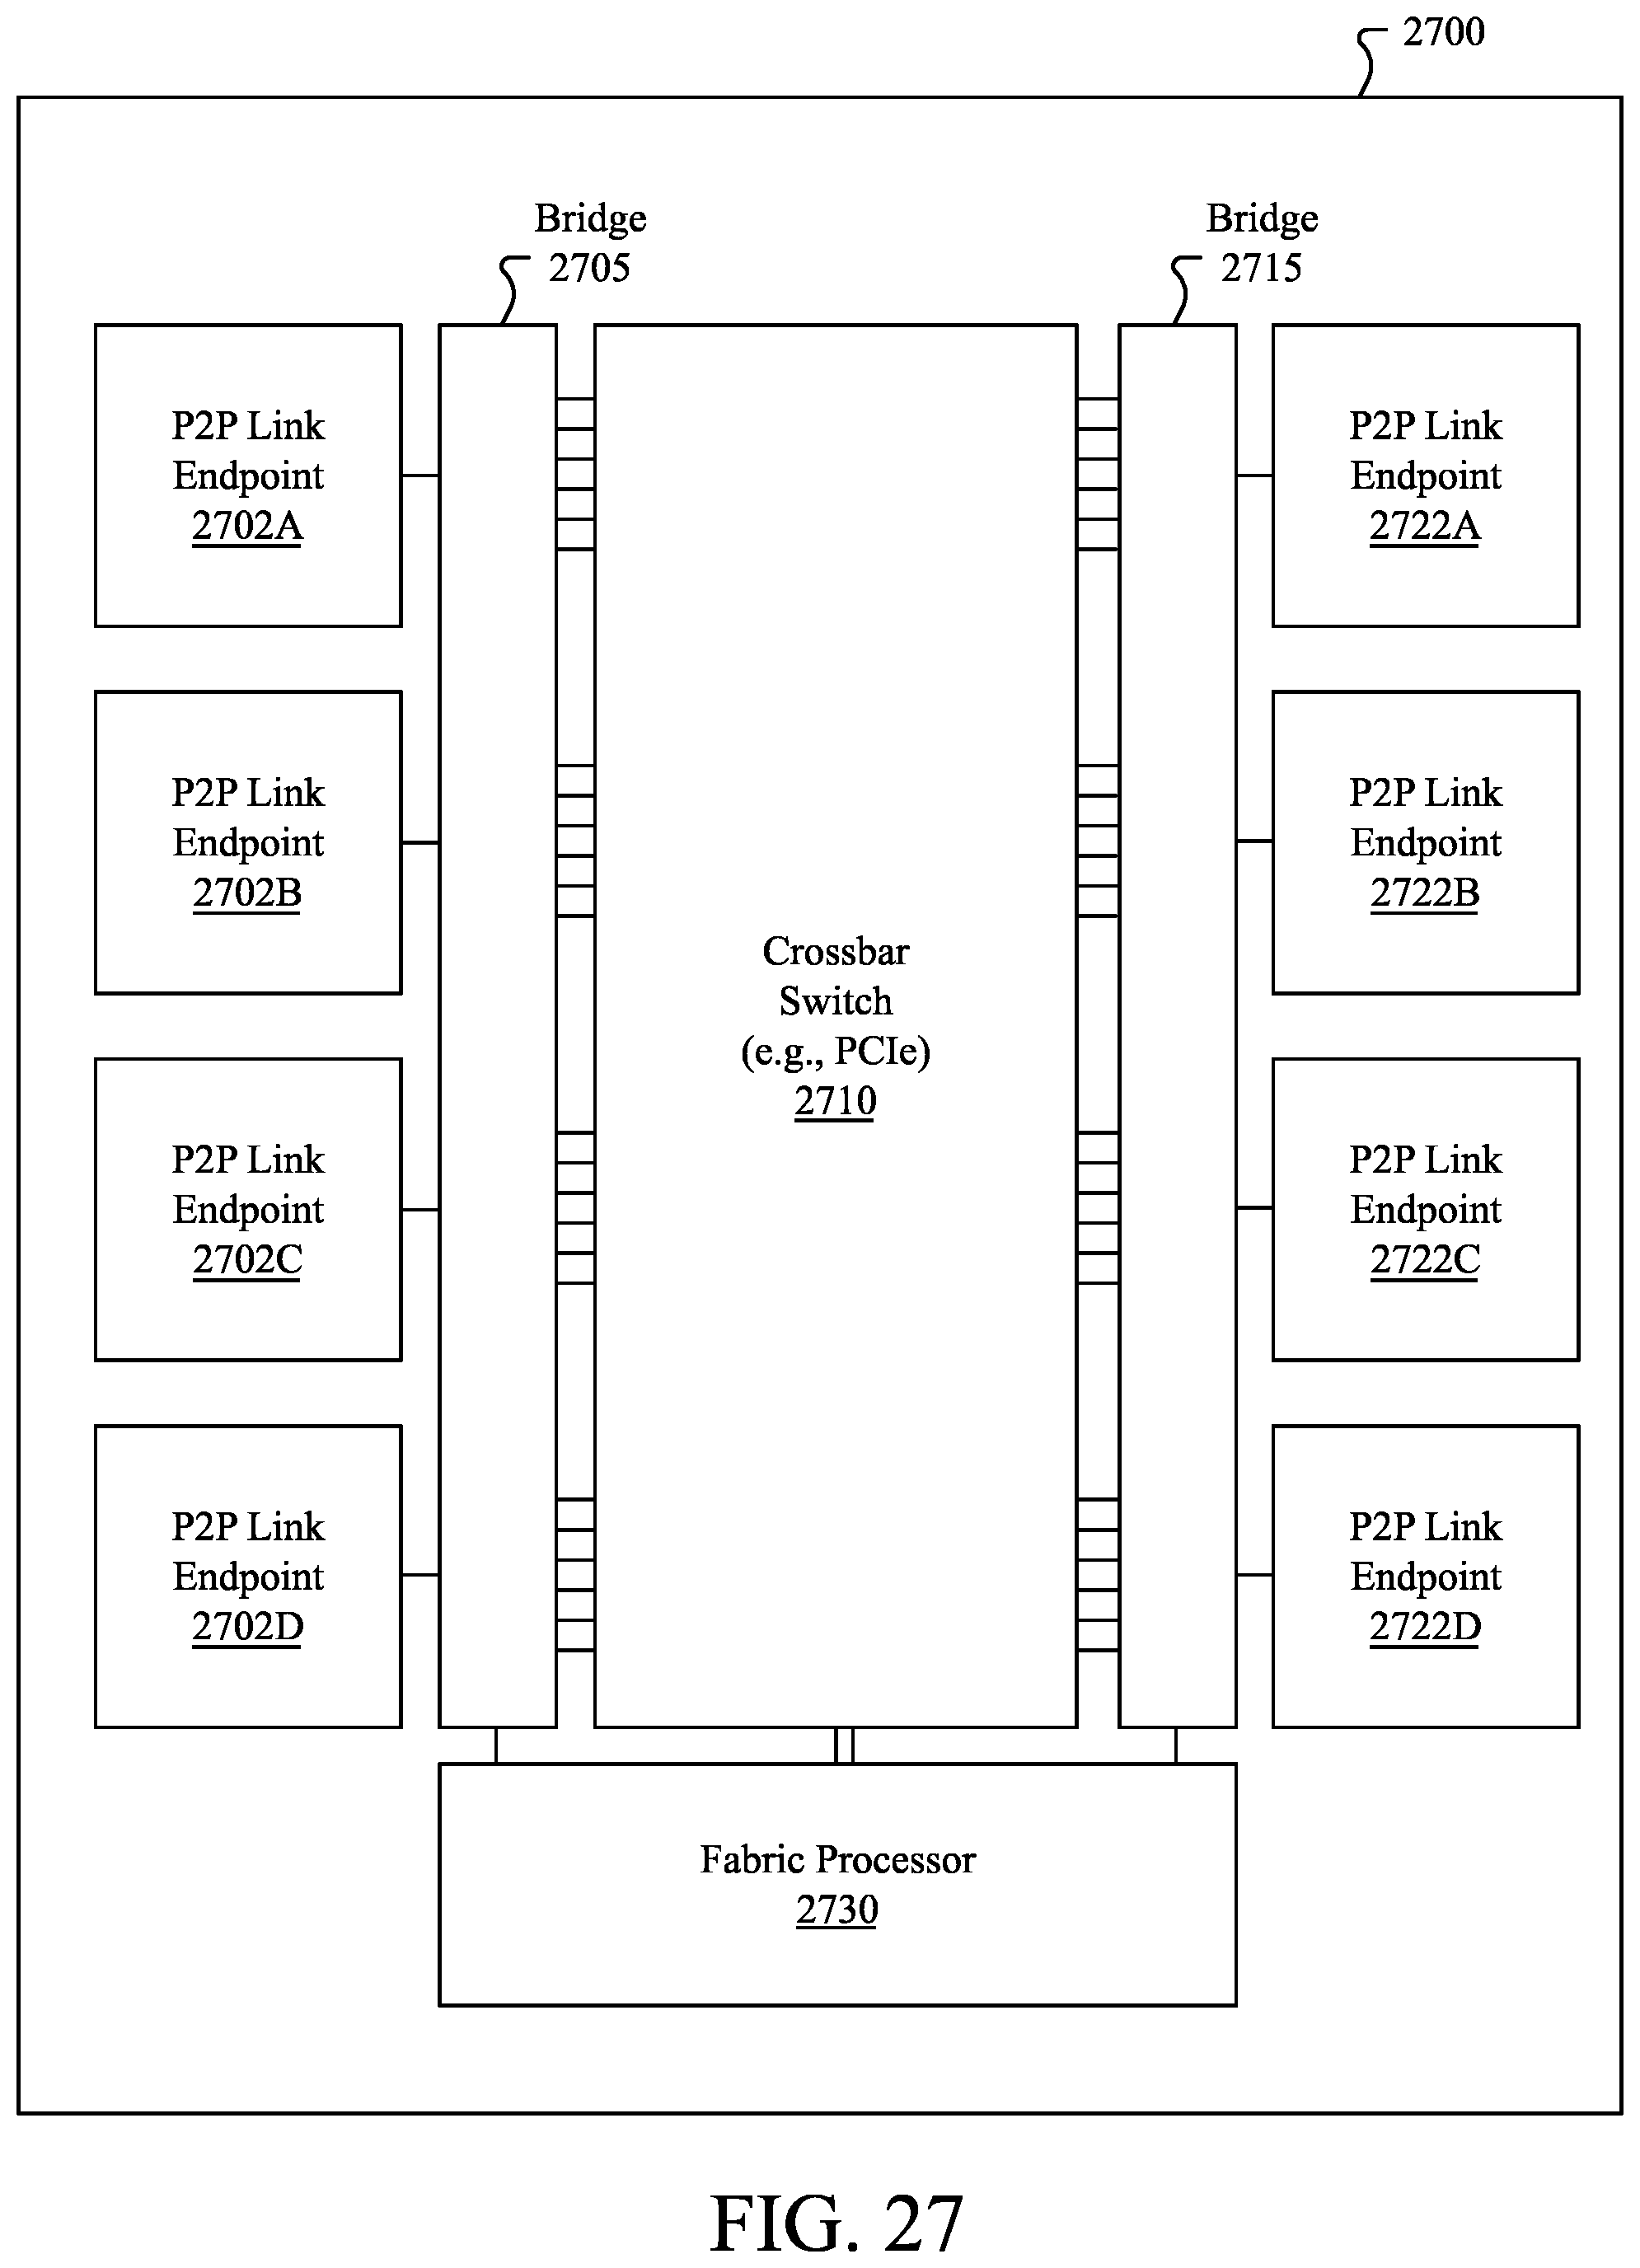 2700
Bridge
2705
Bridge
2715
P2P Link
Endpoint
2702A
P2P Link
Endpoint
2722A
P2P Link
Endpoint
2702B
P2P Link
Endpoint
2722B
Crossbar
Switch
(e.g., PCIe)
2710
P2P Link
Endpoint
2702C
P2P Link
Endpoint
2722C
P2P Link
Endpoint
2702D
P2P Link
Endpoint
2722D
Fabric Processor
2730
FIG. 27